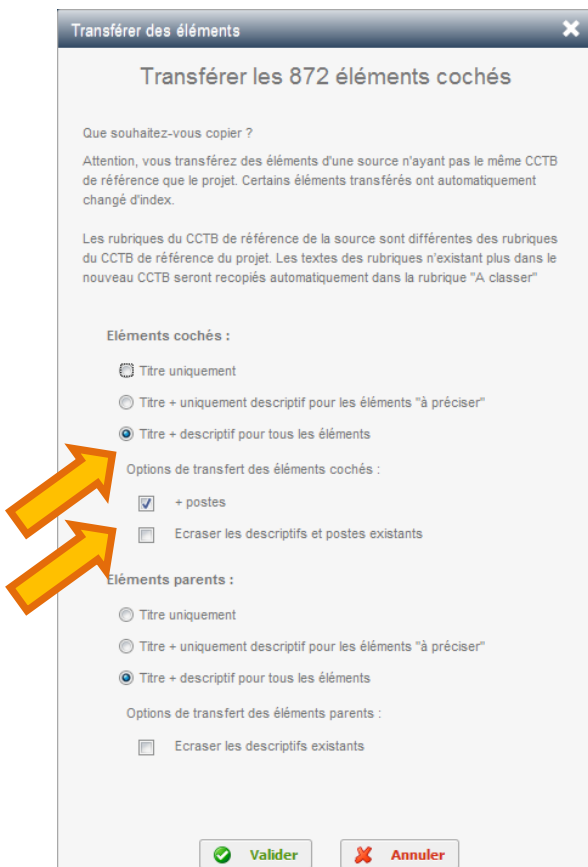 Transférer des éléments
Transférer les 872 éléments cochés
Que souhaitez-vous copier ?
Attention, vous transférez des éléments d'une source n'ayant pas le même CCTB
de référence que le projet. Certains éléments transférés ont automatiquement
changé d'index.
Les rubriques du CCTB de référence de la source sont différentes des rubriques
du CCTB de référence du projet. Les textes des rubriques n'existant plus dans le
nouveau CCTB seront recopiés automatiquement dans la rubrique "A classer"
Eléments cochés :
Titre uniquement
Titre + uniquement descriptif pour les éléments "à préciser"
Titre + descriptif pour tous les éléments
Options de transfert des éléments cochés :
+ postes
Ecraser les descriptifs et postes existants
Eléments parents :
Titre uniquement
Titre + uniquement descriptif pour les éléments "à préciser"
Titre + descriptif pour tous les éléments
Options de transfert des éléments parents :
Ecraser les descriptifs existants
Valider Annuler